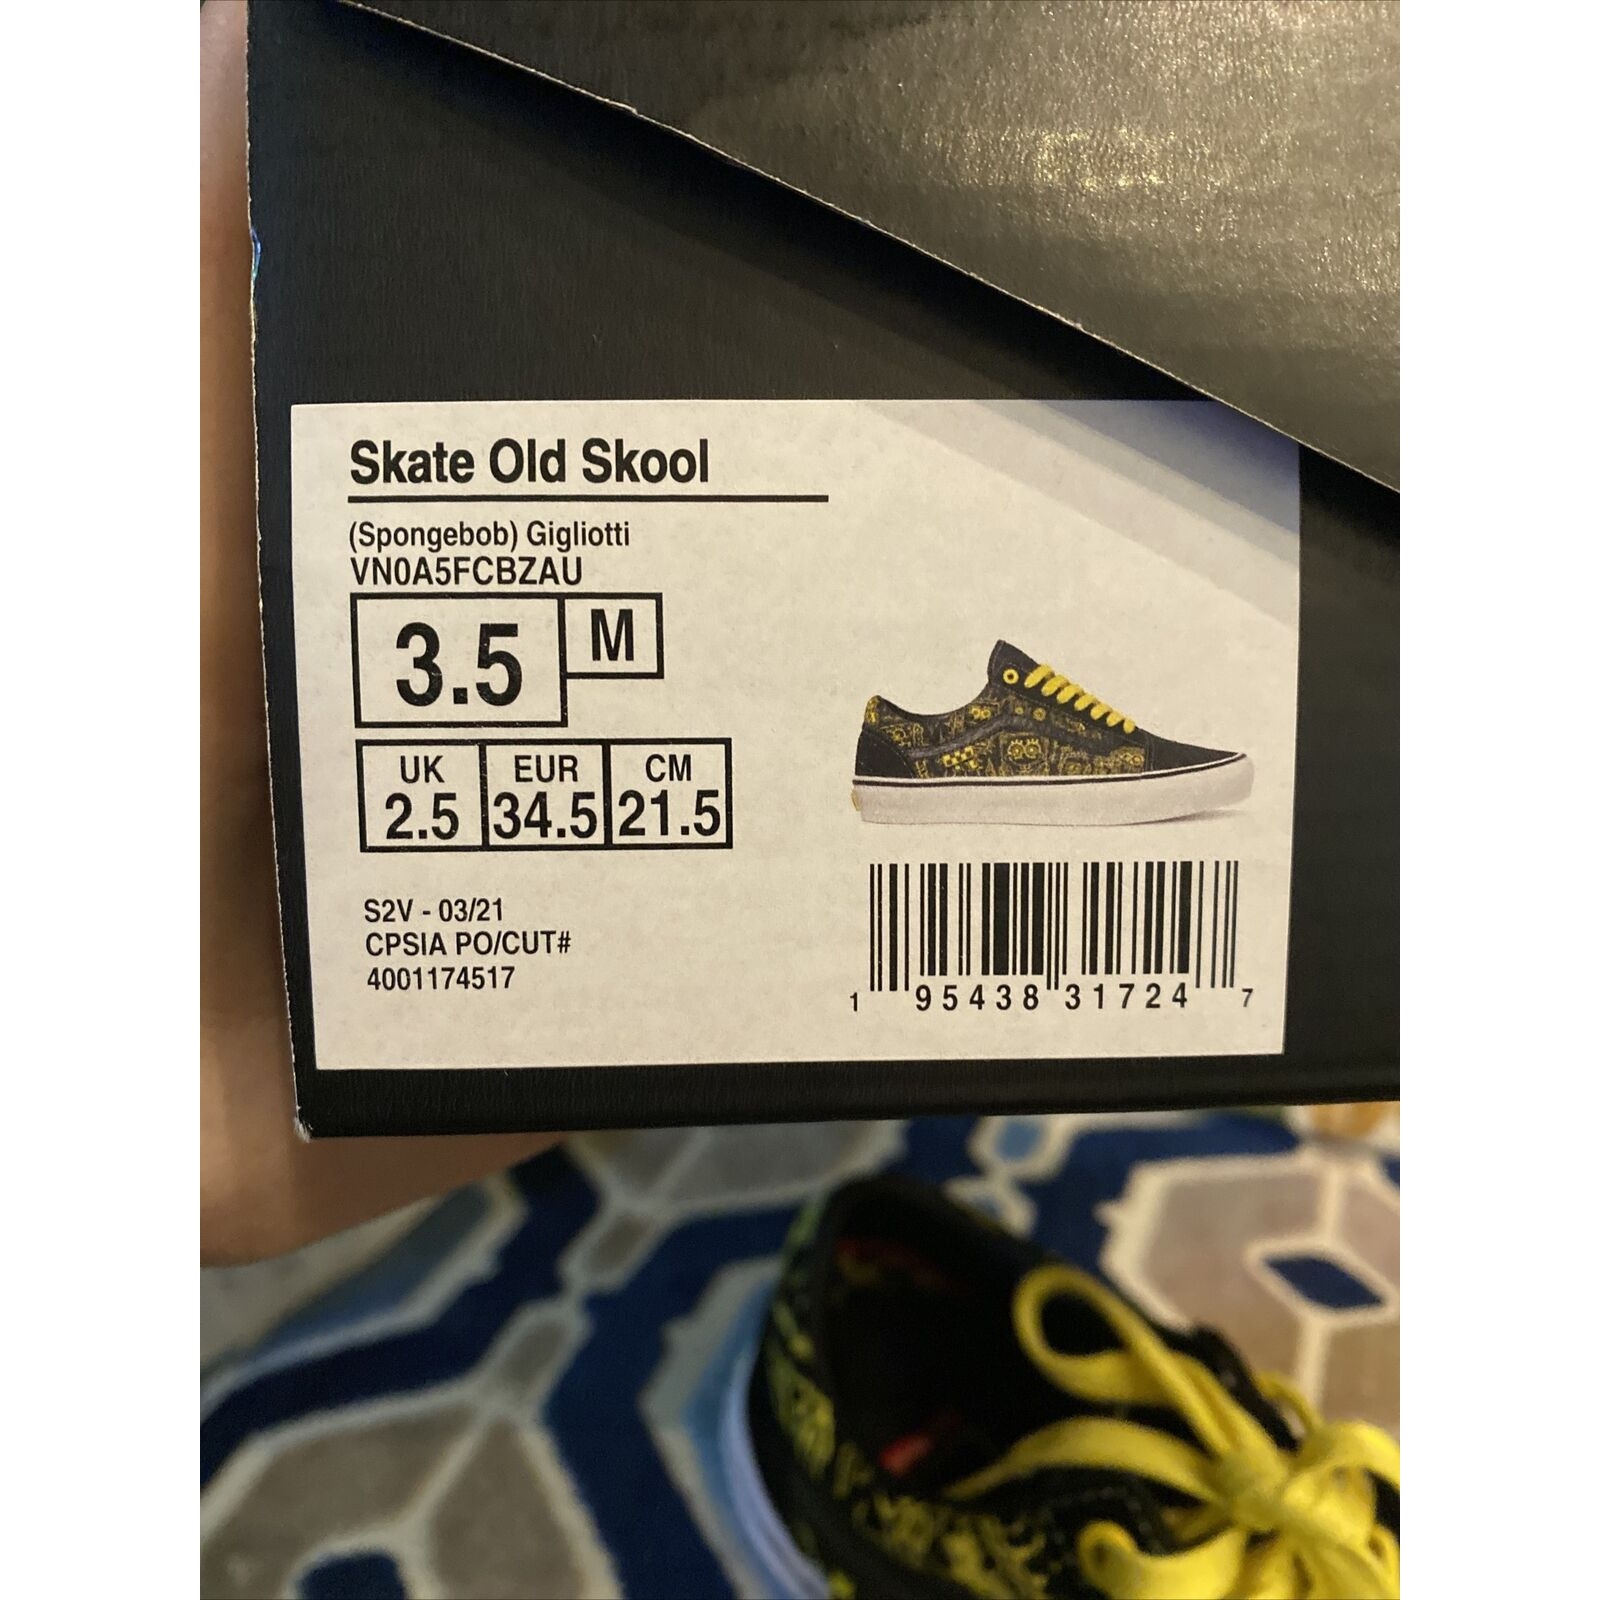 Skate Old Skool
(Spongebob) Gigliotti
VN0A5FCBZAU
3.5 M
UK EUR CM
2.5 34.5 21.5
S2V - 03/21
CPSIA PO/CUT#
4001174517
1 95438 31724 7